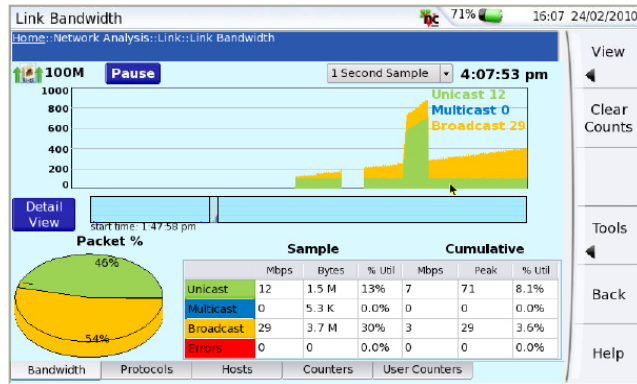 Link Bandwidth 71% 16:07 24/02/2010
Home::Network Analysis::Link::Link Bandwidth
View
100M Pause 1 Second Sample 4:07:53 pm
1000 Unicast 12
800 Multicast 0
600 Broadcast 29
400
200
0
Clear
Counts
Detail
View
start time: 1:47:58 pm
Tools
Packet %
46%
54%
Sample Cumulative
Mbps Bytes % Util Mbps Peak % Util
Unicast 12 1.5 M 13% 7 71 8.1%
Multicast 0 5.3 K 0.0% 0 0 0.0%
Broadcast 29 3.7 M 30% 3 29 3.6%
Errors 0 0 0.0% 0 0 0.0%
Back
Help
Bandwidth Protocols Hosts Counters User Counters